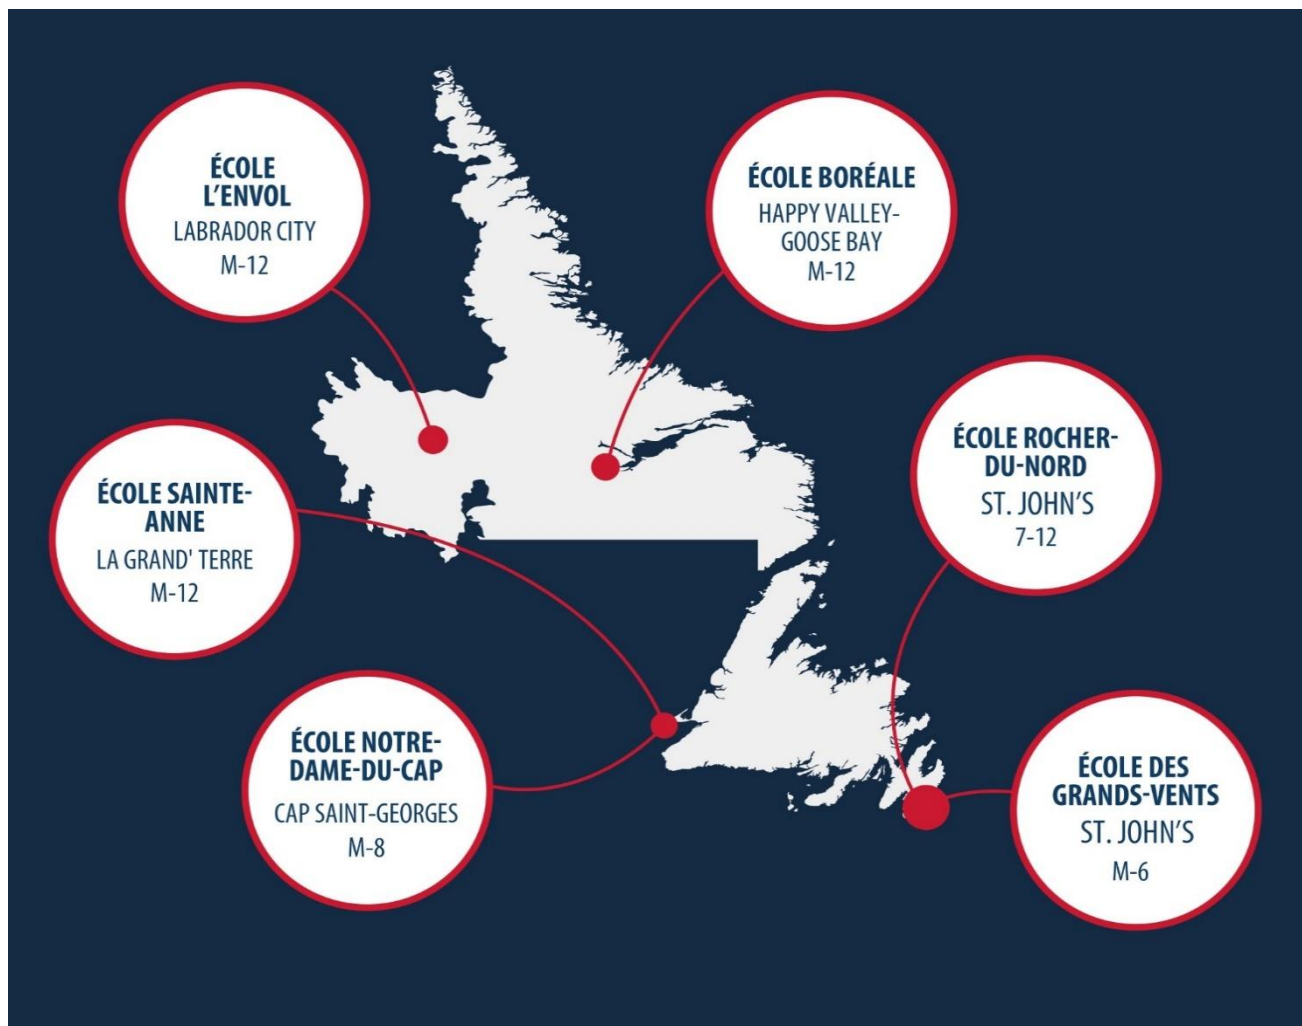 ÉCOLE
L'ENVOL
LABRADOR CITY
M-12
ÉCOLE BORÉALE
HAPPY VALLEY-
GOOSE BAY
M-12
ÉCOLE ROCHER-
DU-NORD
ST. JOHN'S
7-12
ÉCOLE SAINTE-
ANNE
LA GRAND' TERRE
M-12
ÉCOLE NOTRE-
DAME-DU-CAP
CAP SAINT-GEORGES
M-8
ÉCOLE DES
GRANDS-VENTS
ST. JOHN'S
M-6